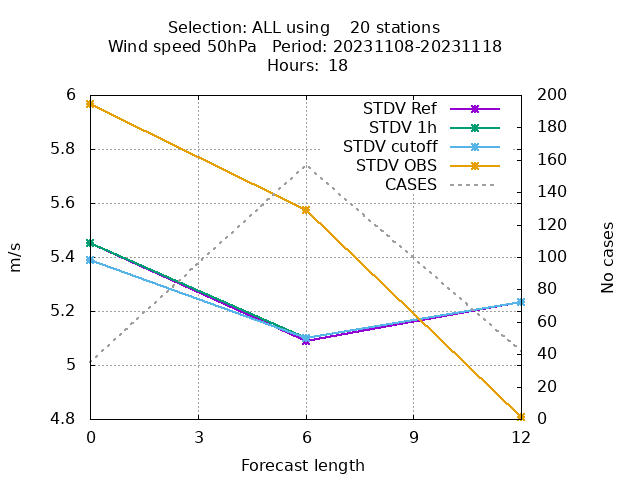 Selection: ALL using    20 stations
Wind speed 50hPa   Period: 20231108-20231118
Hours:  18
STDV Ref
STDV 1h
STDV cutoff
STDV OBS
CASES
6
5.8
5.6
5.4
5.2
5
4.8
m/s
200
180
160
140
120
100
80
60
40
20
0
No cases
0 3 6 9 12
Forecast length